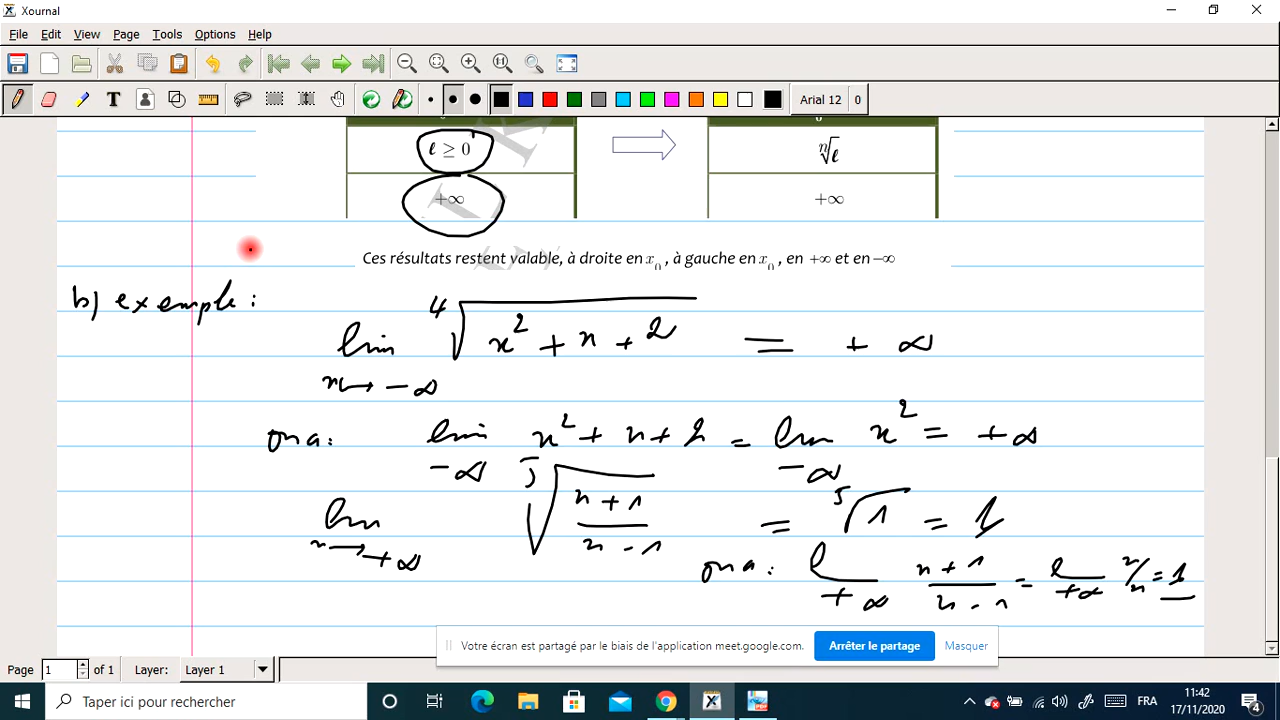 Xournal
File Edit View Page Tools Options Help
Arial 12 0
ℓ ≥ 0 ⁿ√ℓ
+∞ +∞
Ces résultats restent valable, à droite en x₀ , à gauche en x₀ , en +∞ et en −∞
b) exemple :
lim ⁴√(x² + x + 2) = +∞
x → −∞
on a : lim x² + x + 2 = lim x² = +∞
−∞ −∞
lim ⁵√((x + 1)/(x − 1)) = ⁵√1 = 1
x → +∞
on a : l (x + 1)/(x − 1) = l x/x = 1
+∞ +∞
Votre écran est partagé par le biais de l'application meet.google.com. Arrêter le partage Masquer
Page 1 of 1 Layer: Layer 1
Taper ici pour rechercher FRA 11:42
17/11/2020 4